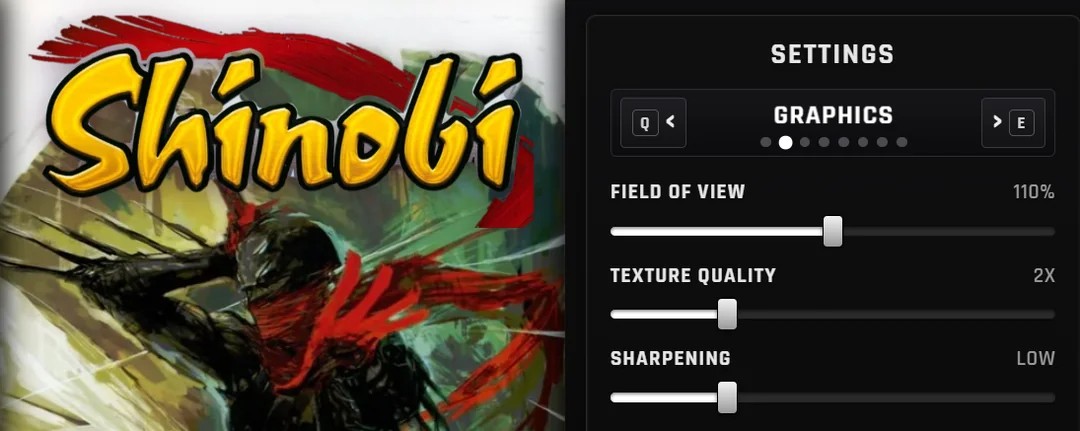 Shinobi
SETTINGS
Q < GRAPHICS > E
FIELD OF VIEW 110%
TEXTURE QUALITY 2X
SHARPENING LOW